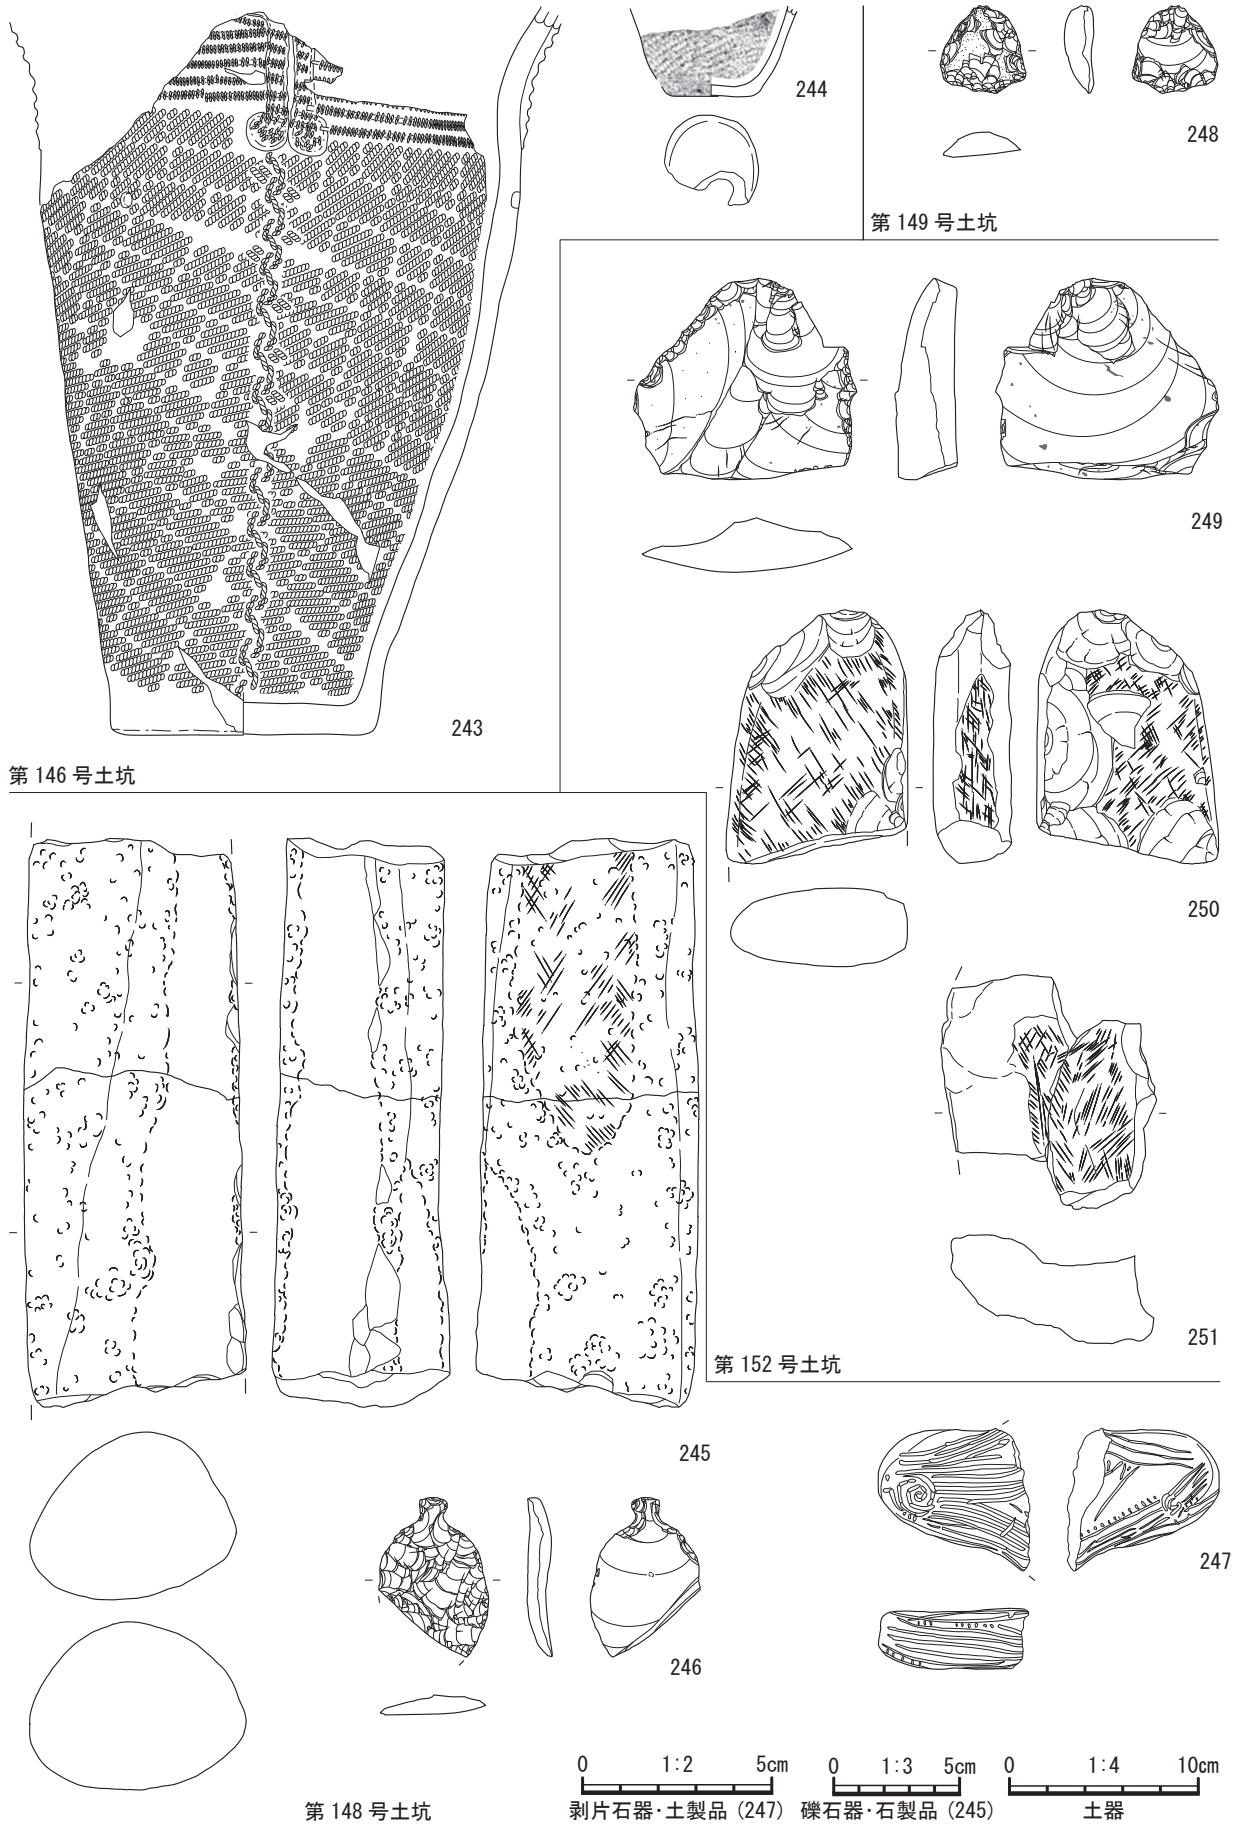 244
248
第 149 号土坑
249
243
第 146 号土坑
250
251
第 152 号土坑
245
247
246
0 1:2 5cm
剥片石器・土製品 (247)
0 1:3 5cm
礫石器・石製品 (245)
0 1:4 10cm
土器
第 148 号土坑